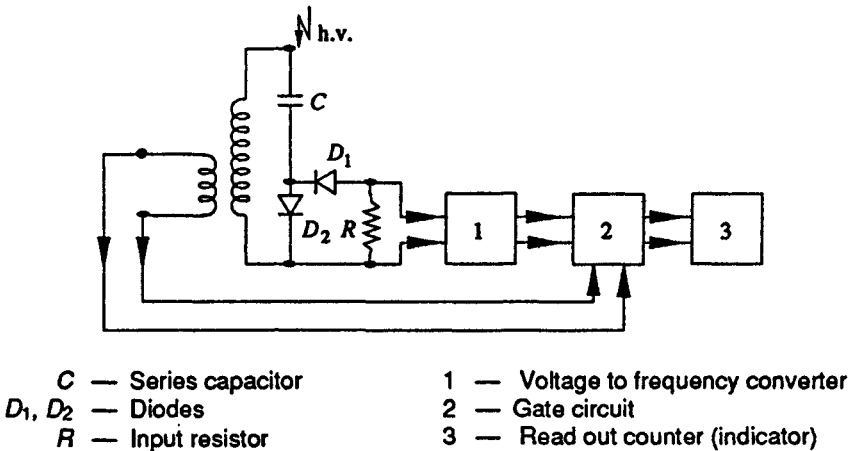 h.v.
C
D₁
D₂ R
1 2 3
C — Series capacitor
D₁, D₂ — Diodes
R — Input resistor
1 — Voltage to frequency converter
2 — Gate circuit
3 — Read out counter (indicator)